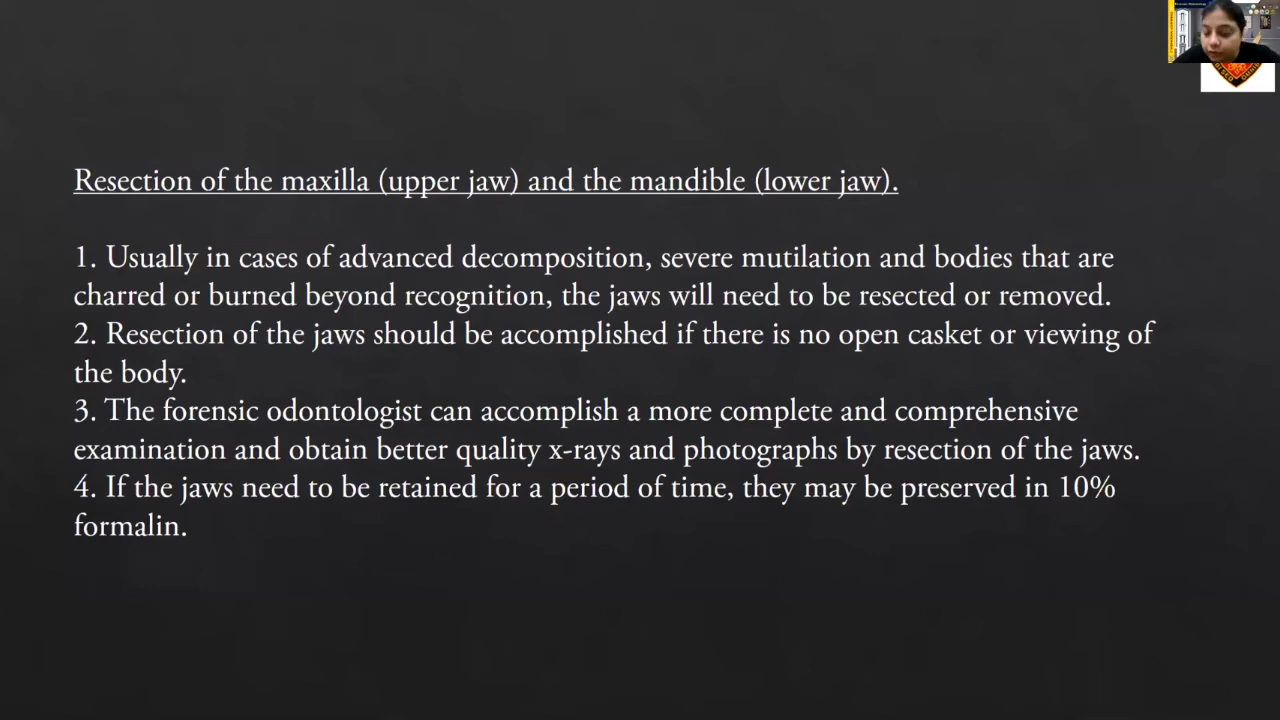 Resection of the maxilla (upper jaw) and the mandible (lower jaw).
1. Usually in cases of advanced decomposition, severe mutilation and bodies that are
charred or burned beyond recognition, the jaws will need to be resected or removed.
2. Resection of the jaws should be accomplished if there is no open casket or viewing of
the body.
3. The forensic odontologist can accomplish a more complete and comprehensive
examination and obtain better quality x-rays and photographs by resection of the jaws.
4. If the jaws need to be retained for a period of time, they may be preserved in 10%
formalin.